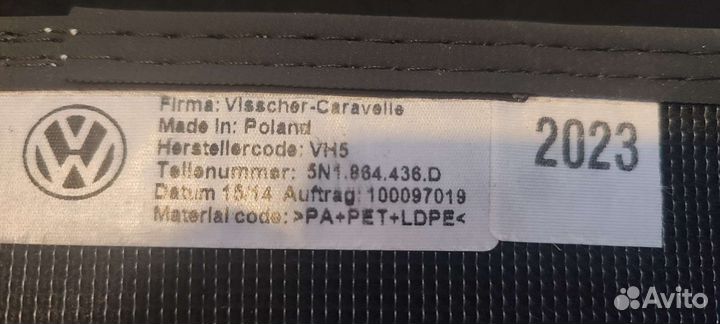 Firma: Visscher-Caravelle
Made in: Poland
Herstellercode: VH5
Teilenummer: 5N1.864.436.D
Datum 15/14 Auftrag: 100097019
Material code: >PA+PET+LDPE<
2023
Avito